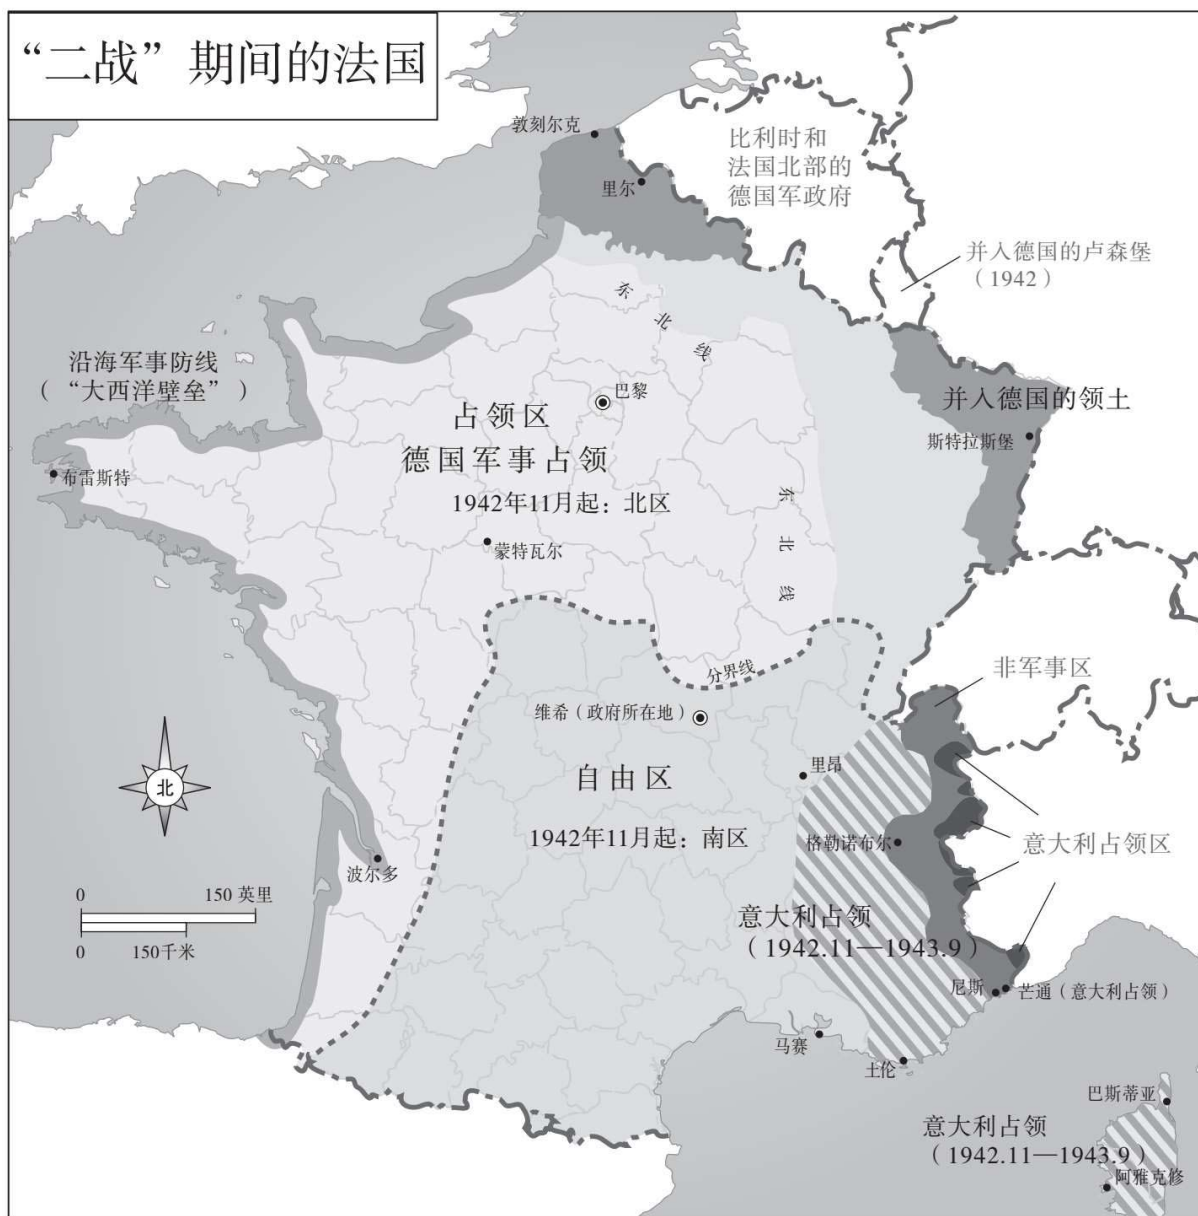 “二战”期间的法国
敦刻尔克
里尔
比利时和
法国北部的
德国军政府
并入德国的卢森堡
（1942）
东北线
沿海军事防线
（“大西洋壁垒”）
巴黎
占领区
德国军事占领
1942年11月起：北区
并入德国的领土
斯特拉斯堡
布雷斯特
蒙特瓦尔
东北线
分界线
非军事区
维希（政府所在地）
里昂
自由区
1942年11月起：南区
北
格勒诺布尔
意大利占领区
波尔多
0 150 英里
0 150千米
意大利占领
（1942.11—1943.9）
尼斯
芒通（意大利占领）
马赛
土伦
巴斯蒂亚
意大利占领
（1942.11—1943.9）
阿雅克修